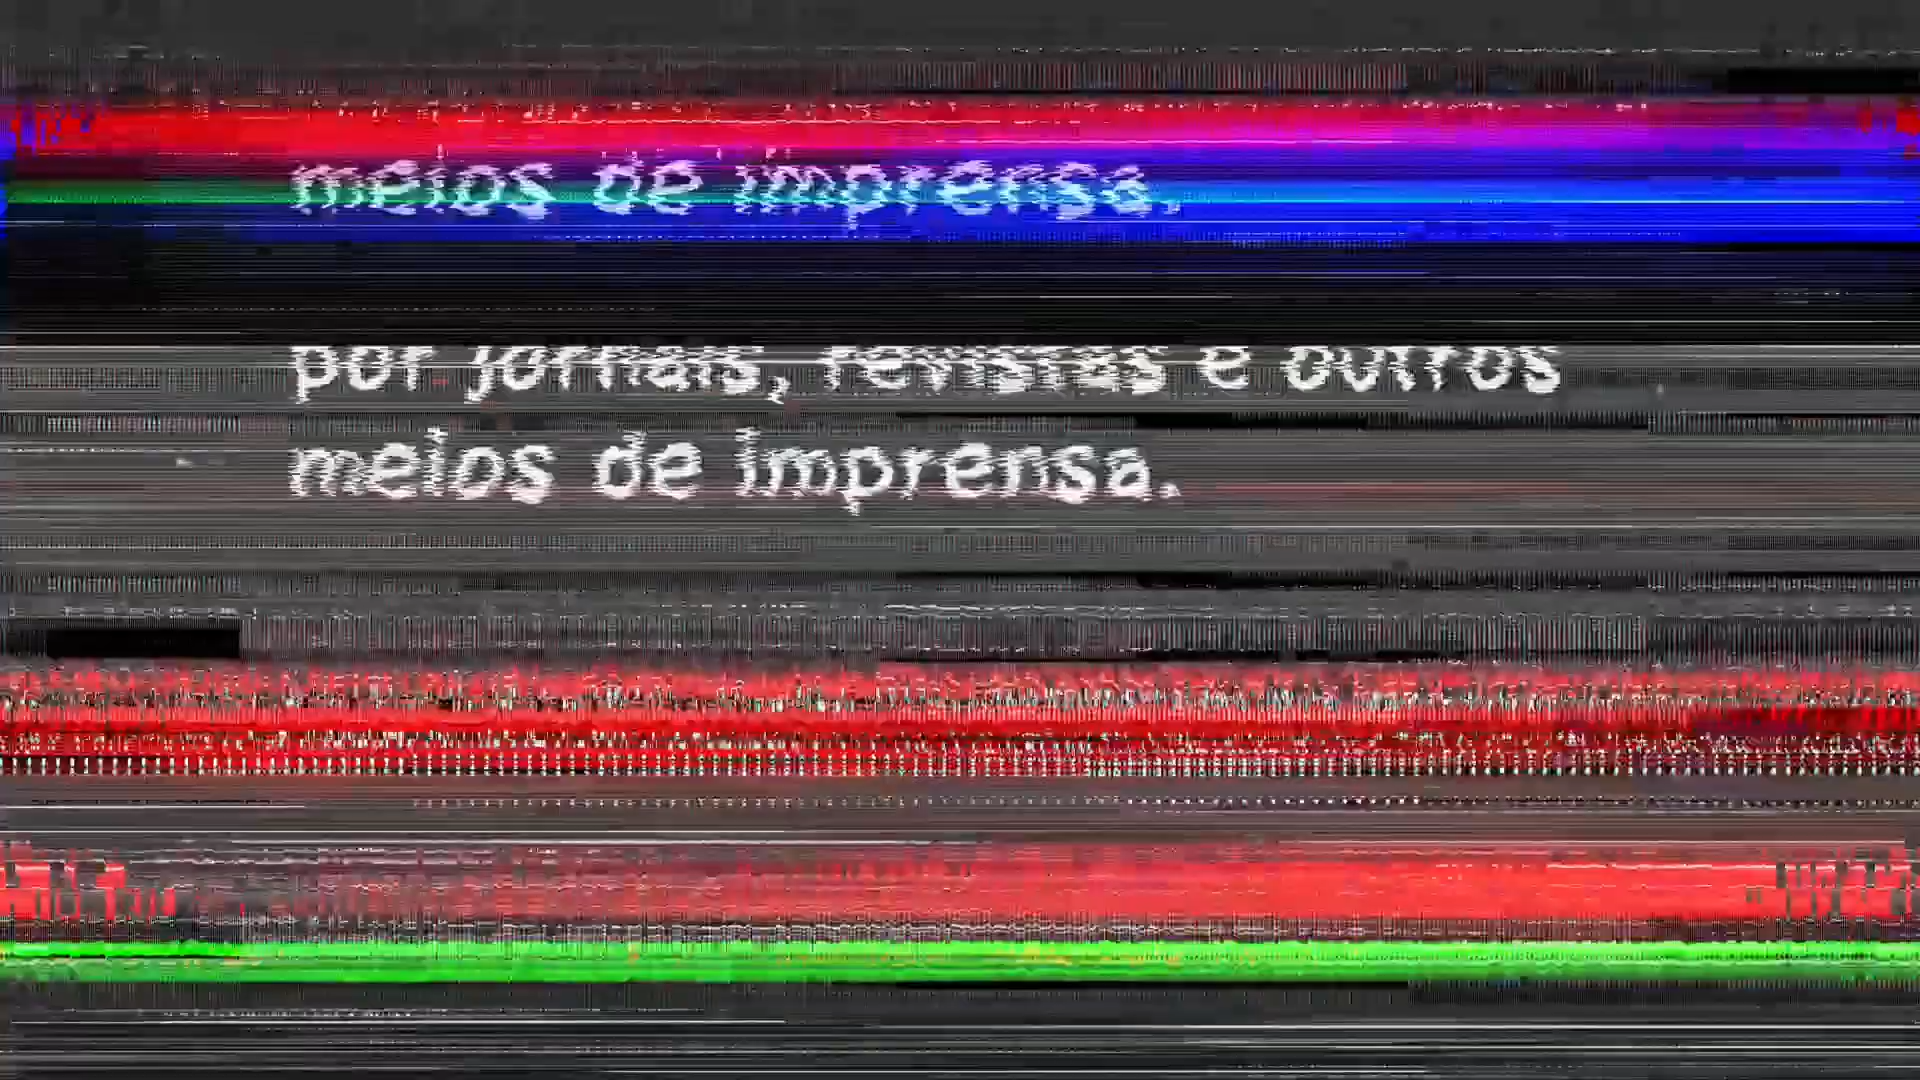 meios de imprensa.
por jornais, revistas e outros
meios de imprensa.